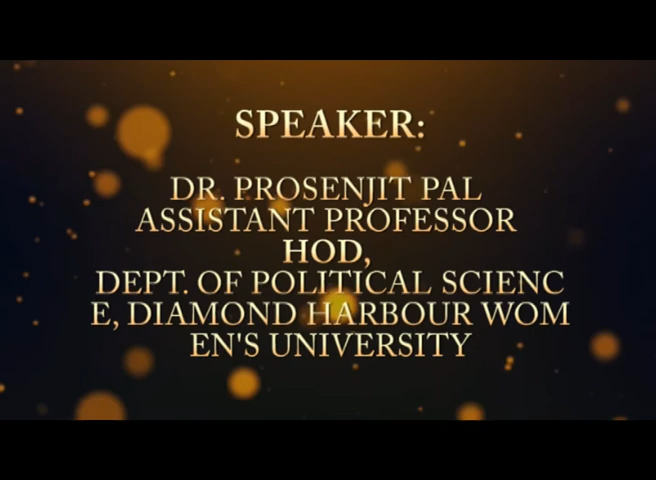 SPEAKER:
DR. PROSENJIT PAL
ASSISTANT PROFESSOR
HOD,
DEPT. OF POLITICAL SCIENC
E, DIAMOND HARBOUR WOM
EN'S UNIVERSITY